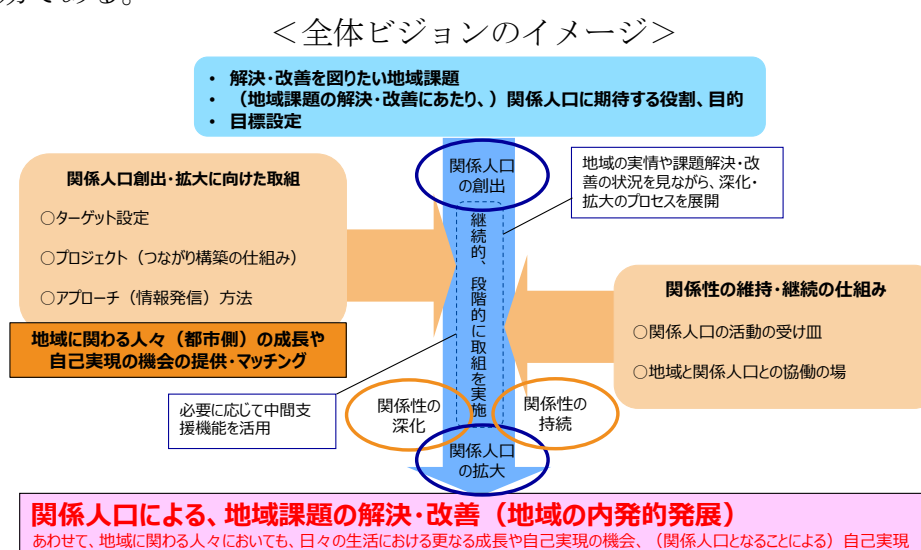 である。
＜全体ビジョンのイメージ＞
• 解決・改善を図りたい地域課題
• （地域課題の解決・改善にあたり、）関係人口に期待する役割、目的
• 目標設定
関係人口
の創出
地域の実情や課題解決・改
善の状況を見ながら、深化・
拡大のプロセスを展開
関係人口創出・拡大に向けた取組
○ターゲット設定
○プロジェクト（つながり構築の仕組み）
○アプローチ（情報発信）方法
地域に関わる人々（都市側）の成長や
自己実現の機会の提供・マッチング
継続的、段階的に取組を実施
関係性の維持・継続の仕組み
○関係人口の活動の受け皿
○地域と関係人口との協働の場
必要に応じて中間支
援機能を活用
関係性の
深化
関係性の
持続
関係人口
の拡大
関係人口による、地域課題の解決・改善（地域の内発的発展）
あわせて、地域に関わる人々においても、日々の生活における更なる成長や自己実現の機会、（関係人口となることによる）自己実現